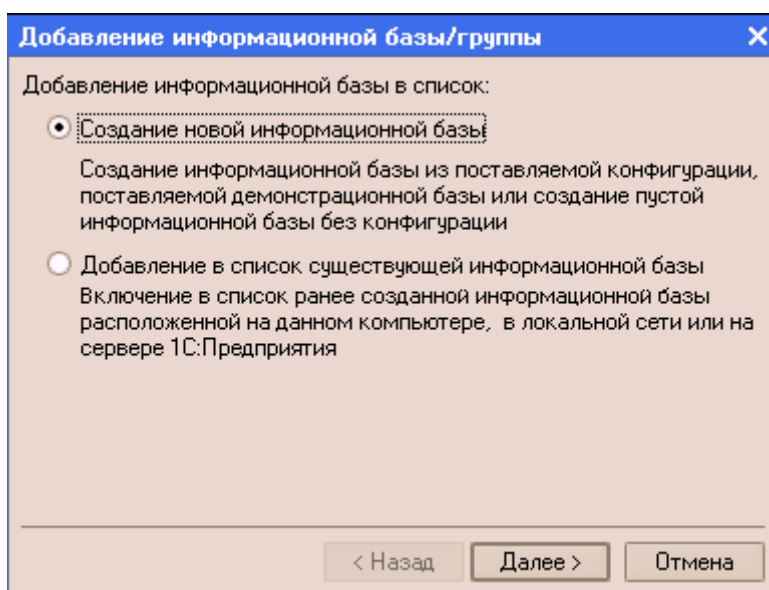 Добавление информационной базы/группы
Добавление информационной базы в список:
Создание новой информационной базы
Создание информационной базы из поставляемой конфигурации,
поставляемой демонстрационной базы или создание пустой
информационной базы без конфигурации
Добавление в список существующей информационной базы
Включение в список ранее созданной информационной базы
расположенной на данном компьютере, в локальной сети или на
сервере 1С:Предприятия
< Назад Далее > Отмена